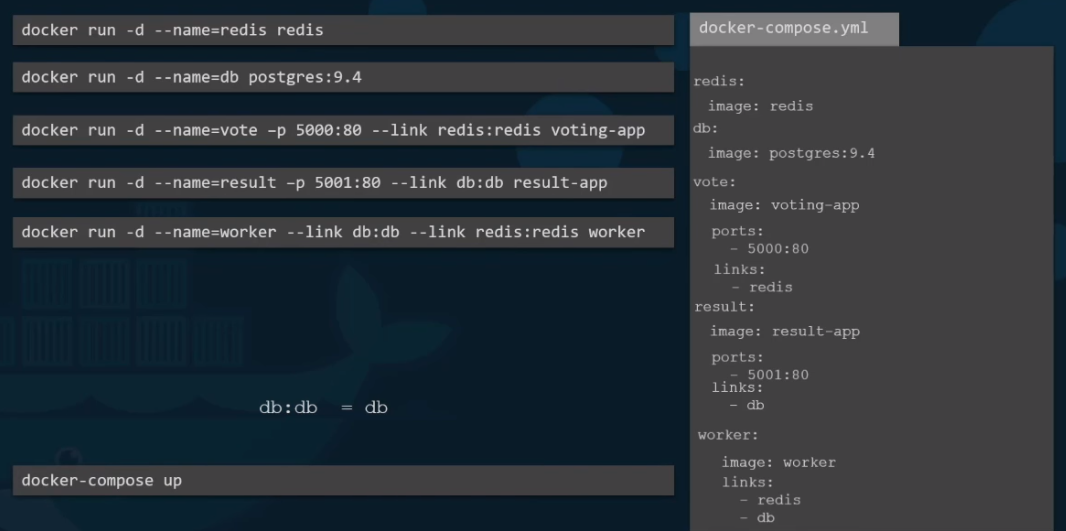 docker run -d --name=redis redis
docker run -d --name=db postgres:9.4
docker run -d --name=vote –p 5000:80 --link redis:redis voting-app
docker run -d --name=result –p 5001:80 --link db:db result-app
docker run -d --name=worker --link db:db --link redis:redis worker
db:db = db
docker-compose up
docker-compose.yml
redis:
image: redis
db:
image: postgres:9.4
vote:
image: voting-app
ports:
- 5000:80
links:
- redis
result:
image: result-app
ports:
- 5001:80
links:
- db
worker:
image: worker
links:
- redis
- db